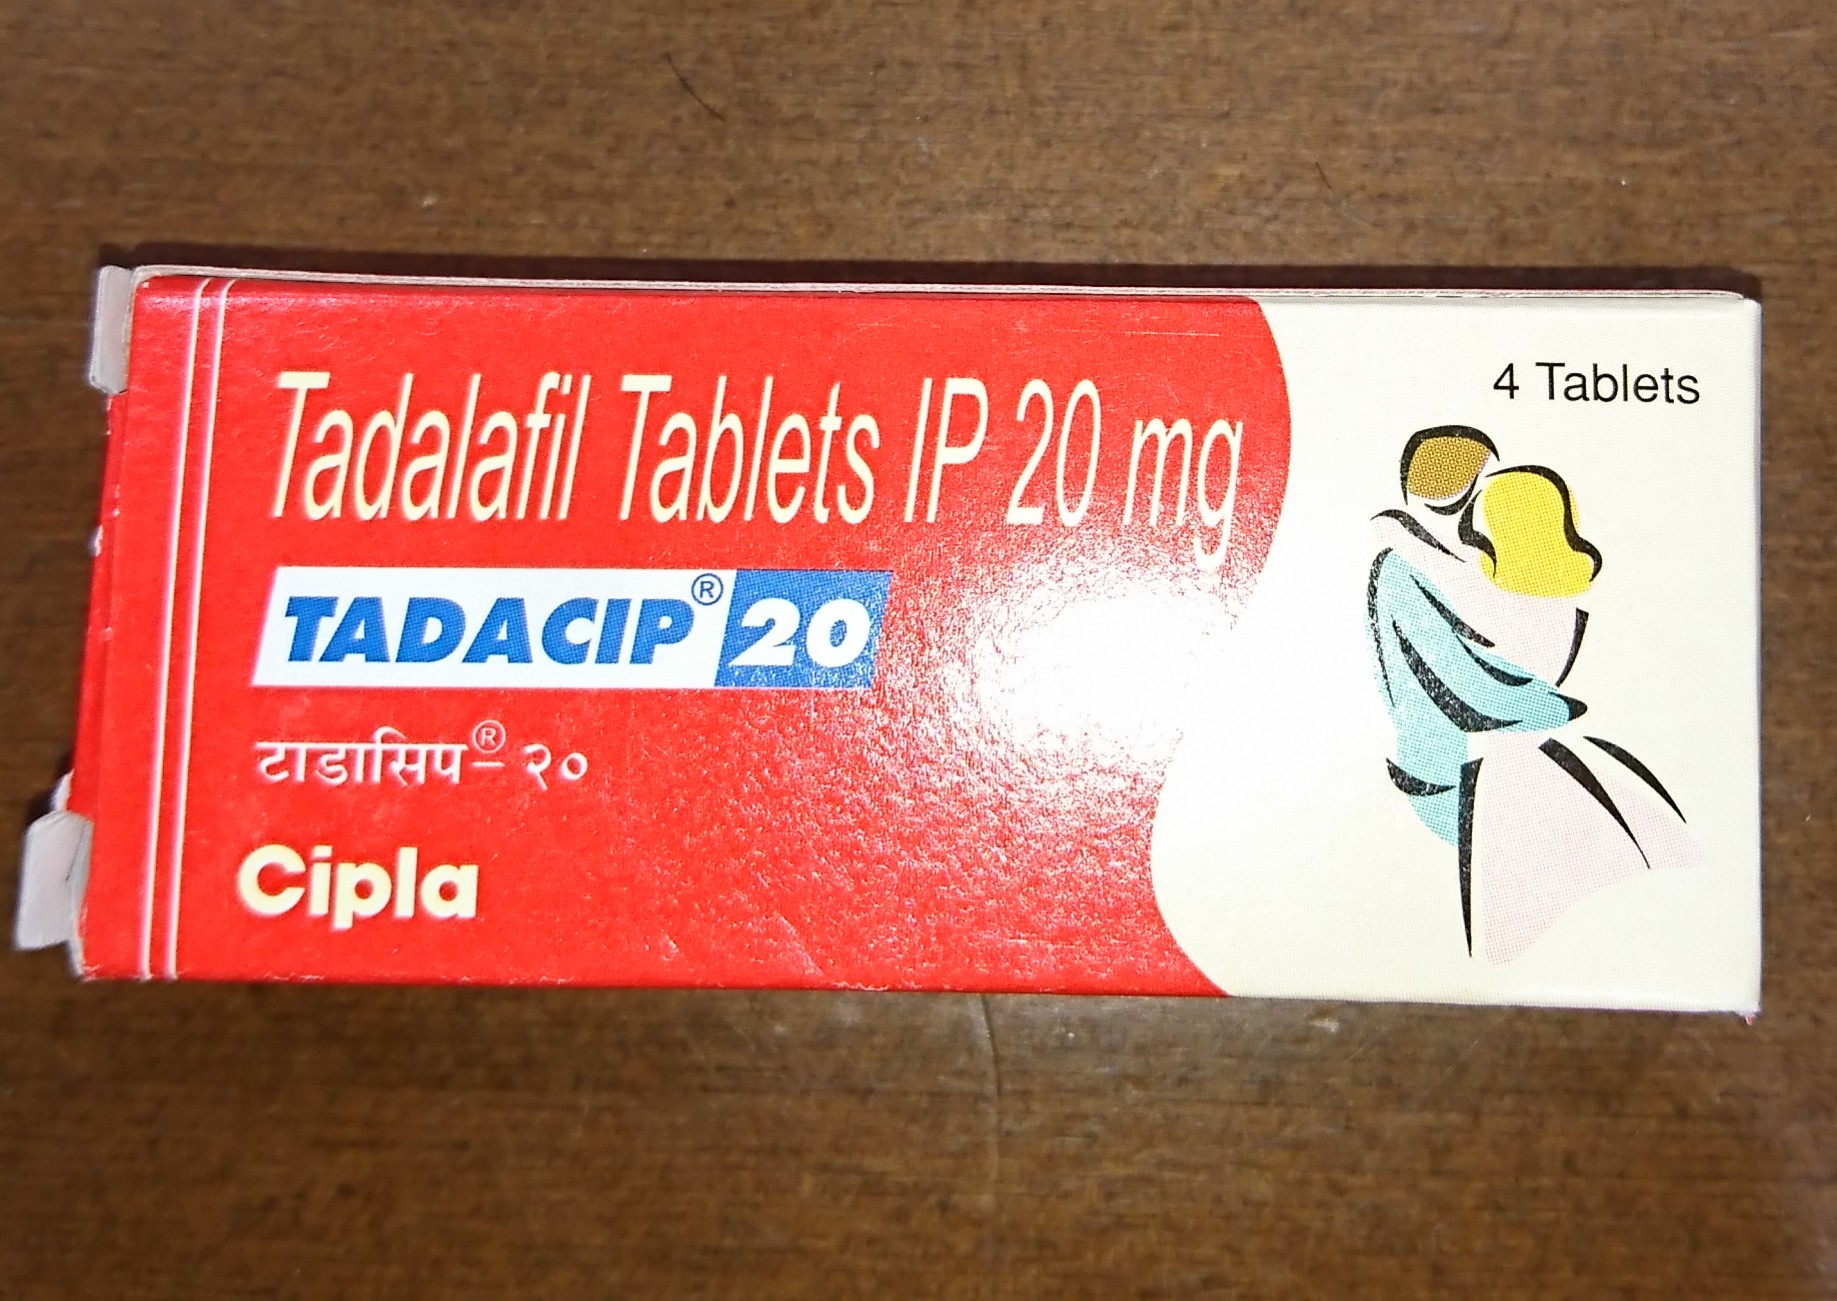 Tadalafil Tablets IP 20 mg
TADACIP® 20
टाडासिप® - २०
Cipla
4 Tablets